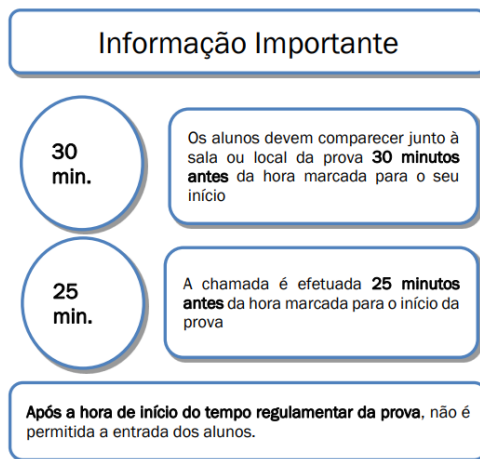 Informação Importante
30
min.
Os alunos devem comparecer junto à
sala ou local da prova 30 minutos
antes da hora marcada para o seu
início
25
min.
A chamada é efetuada 25 minutos
antes da hora marcada para o início da
prova
Após a hora de início do tempo regulamentar da prova, não é
permitida a entrada dos alunos.